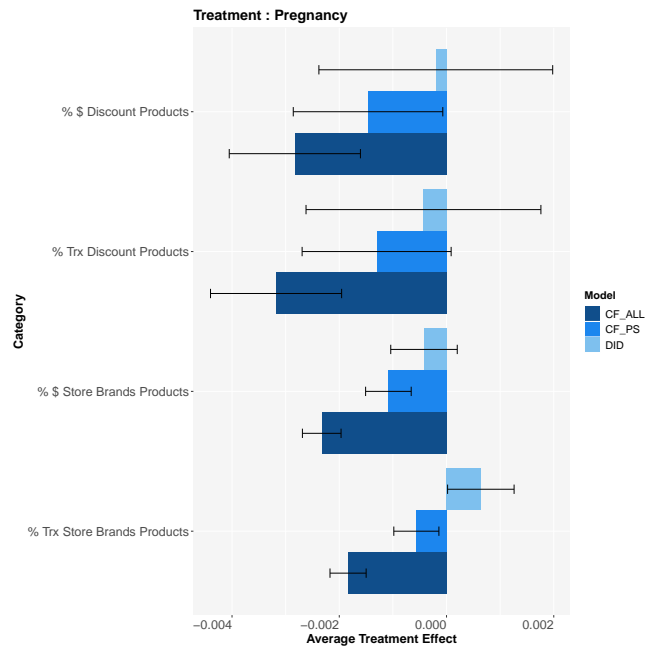 Treatment : Pregnancy
Category
% $ Discount Products
% Trx Discount Products
% $ Store Brands Products
% Trx Store Brands Products
−0.004 −0.002 0.000 0.002
Average Treatment Effect
Model
CF_ALL
CF_PS
DID